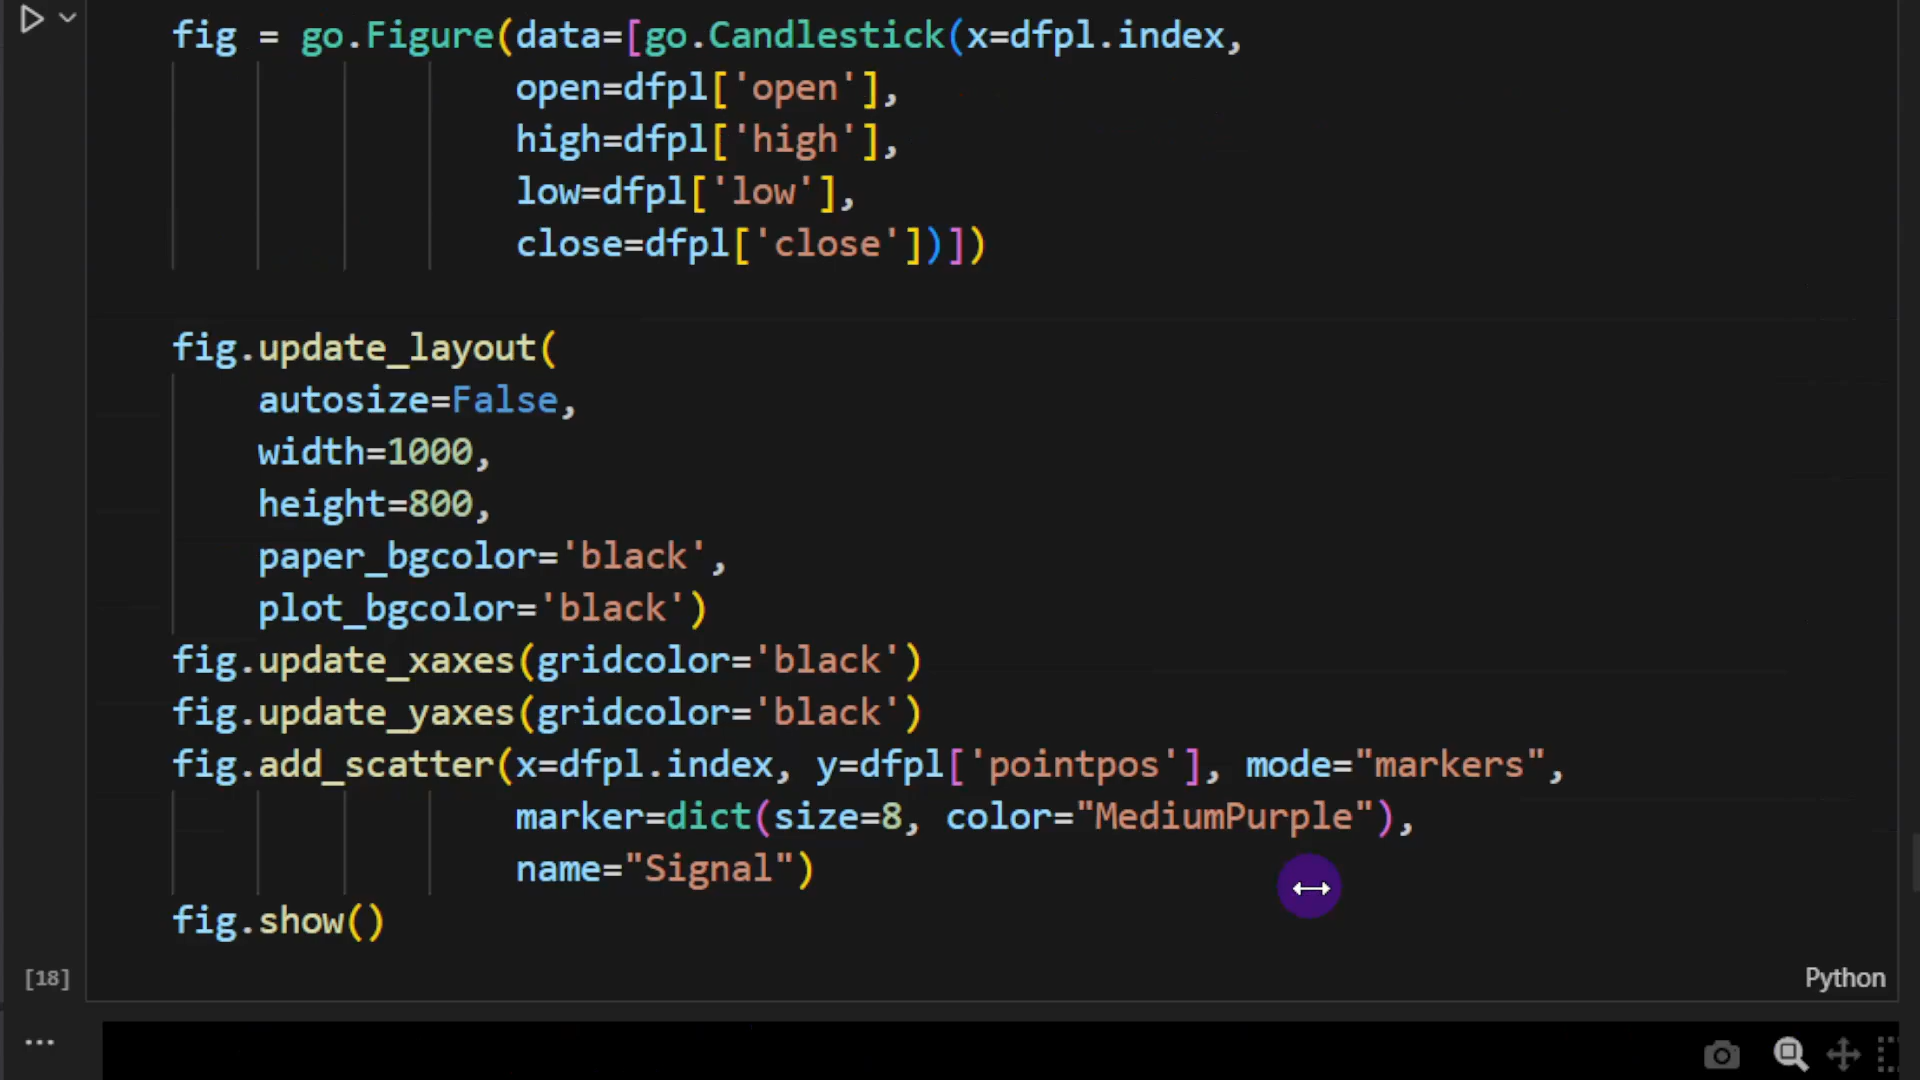 fig = go.Figure(data=[go.Candlestick(x=dfpl.index,
open=dfpl['open'],
high=dfpl['high'],
low=dfpl['low'],
close=dfpl['close'])])
fig.update_layout(
autosize=False,
width=1000,
height=800,
paper_bgcolor='black',
plot_bgcolor='black')
fig.update_xaxes(gridcolor='black')
fig.update_yaxes(gridcolor='black')
fig.add_scatter(x=dfpl.index, y=dfpl['pointpos'], mode="markers",
marker=dict(size=8, color="MediumPurple"),
name="Signal")
fig.show()
[18]
Python
...